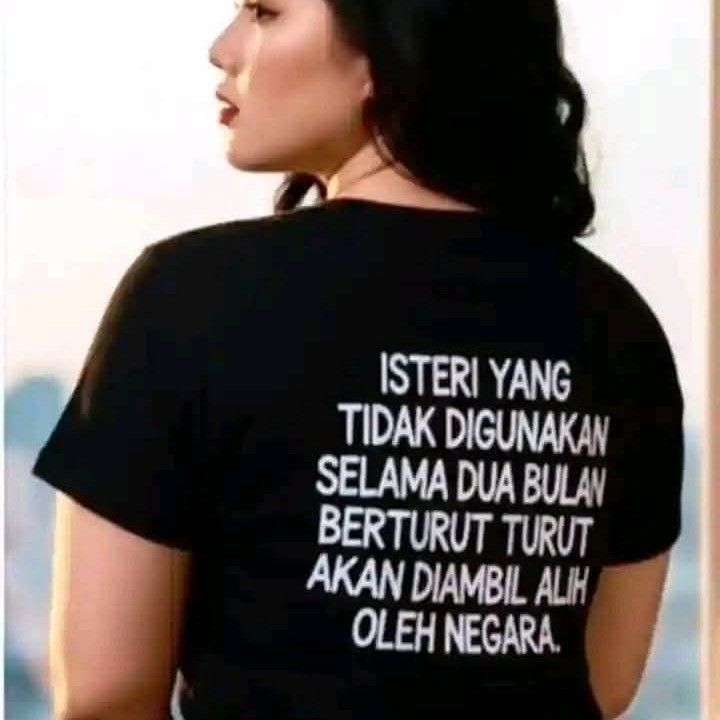 ISTERI YANG
TIDAK DIGUNAKAN
SELAMA DUA BULAN
BERTURUT TURUT
AKAN DIAMBIL ALIH
OLEH NEGARA.